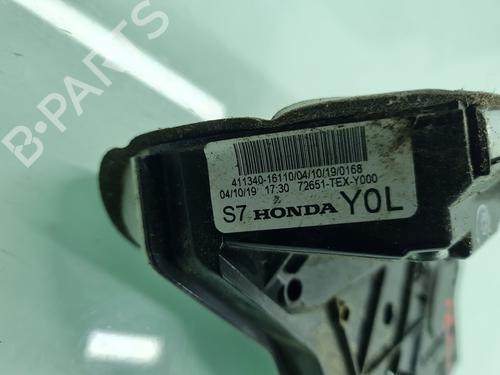 B-PARTS
411340-16110/04/10/19/0168
04/10/19 17:30 72651-TEX-Y000
S7 HONDA Y0L